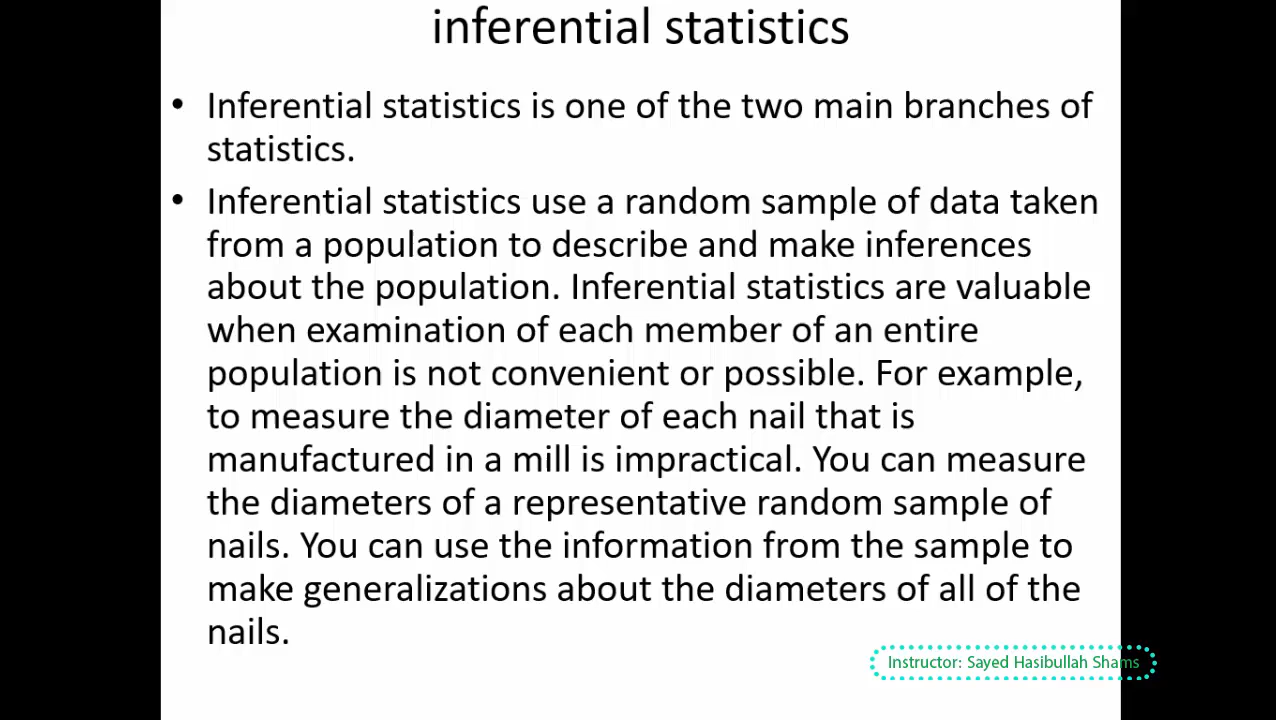 inferential statistics
• Inferential statistics is one of the two main branches of
statistics.
• Inferential statistics use a random sample of data taken
from a population to describe and make inferences
about the population. Inferential statistics are valuable
when examination of each member of an entire
population is not convenient or possible. For example,
to measure the diameter of each nail that is
manufactured in a mill is impractical. You can measure
the diameters of a representative random sample of
nails. You can use the information from the sample to
make generalizations about the diameters of all of the
nails.
Instructor: Sayed Hasibullah Shams